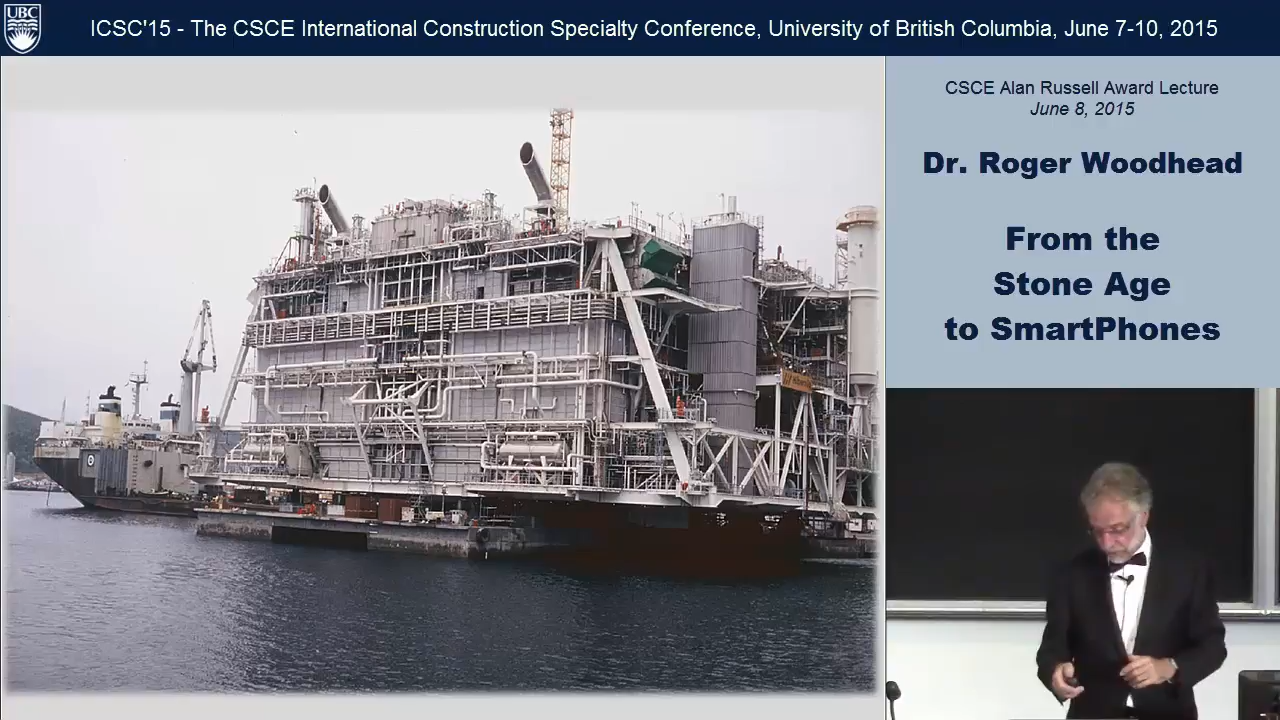 UBC
ICSC'15 - The CSCE International Construction Specialty Conference, University of British Columbia, June 7-10, 2015
CSCE Alan Russell Award Lecture
June 8, 2015
Dr. Roger Woodhead
From the
Stone Age
to SmartPhones